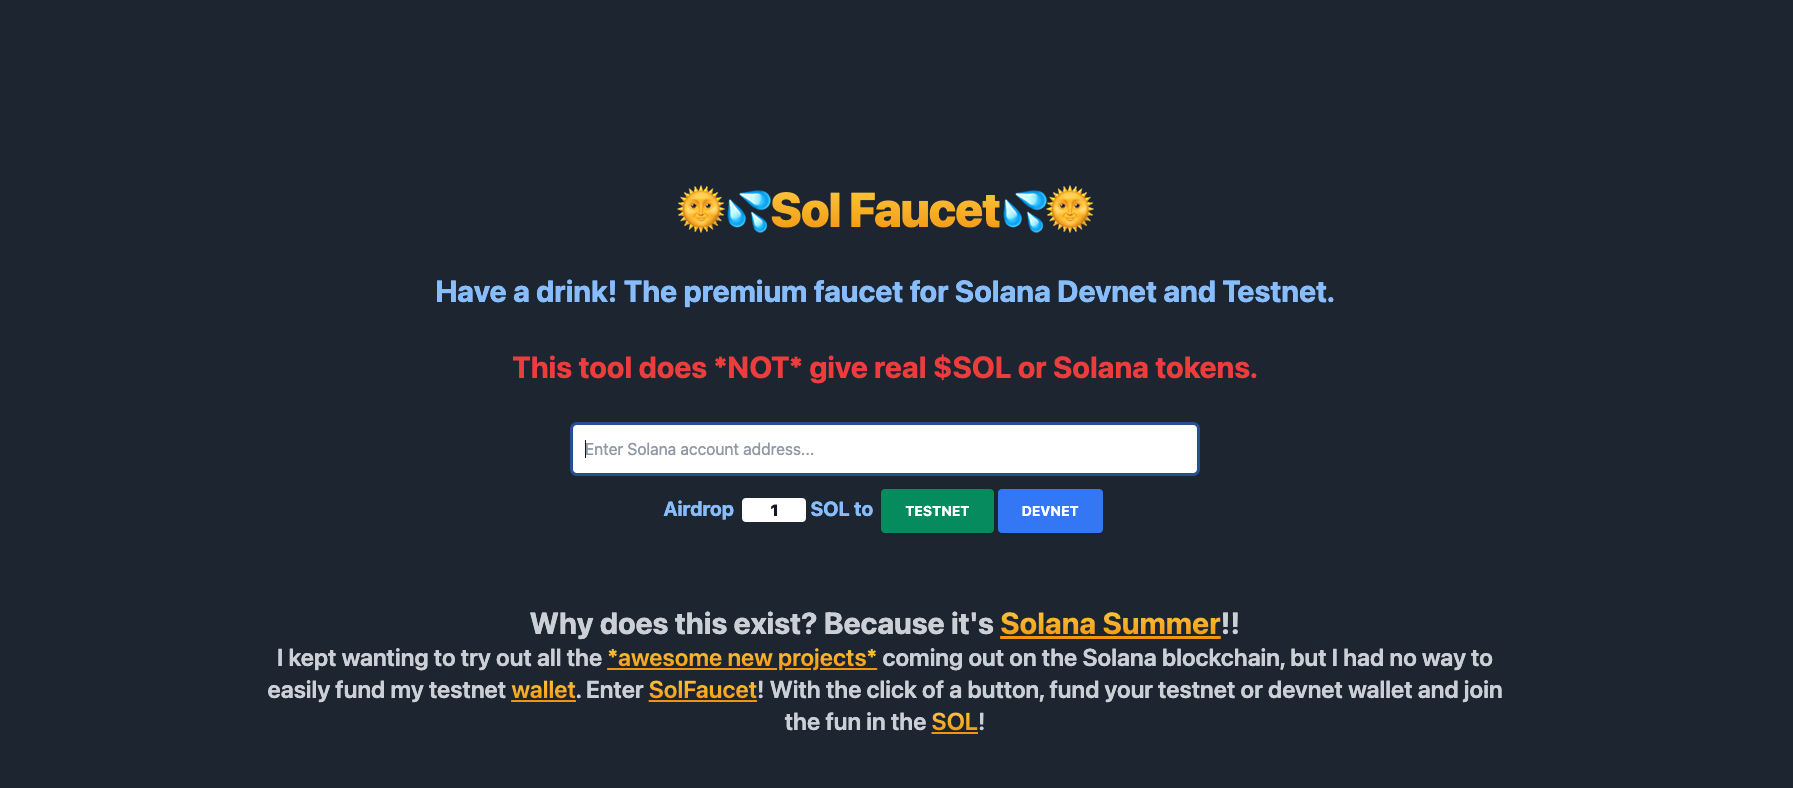 🌞💦Sol Faucet💦🌞
Have a drink! The premium faucet for Solana Devnet and Testnet.
This tool does *NOT* give real $SOL or Solana tokens.
Enter Solana account address...
Airdrop 1 SOL to TESTNET DEVNET
Why does this exist? Because it's Solana Summer!!
I kept wanting to try out all the *awesome new projects* coming out on the Solana blockchain, but I had no way to
easily fund my testnet wallet. Enter SolFaucet! With the click of a button, fund your testnet or devnet wallet and join
the fun in the SOL!